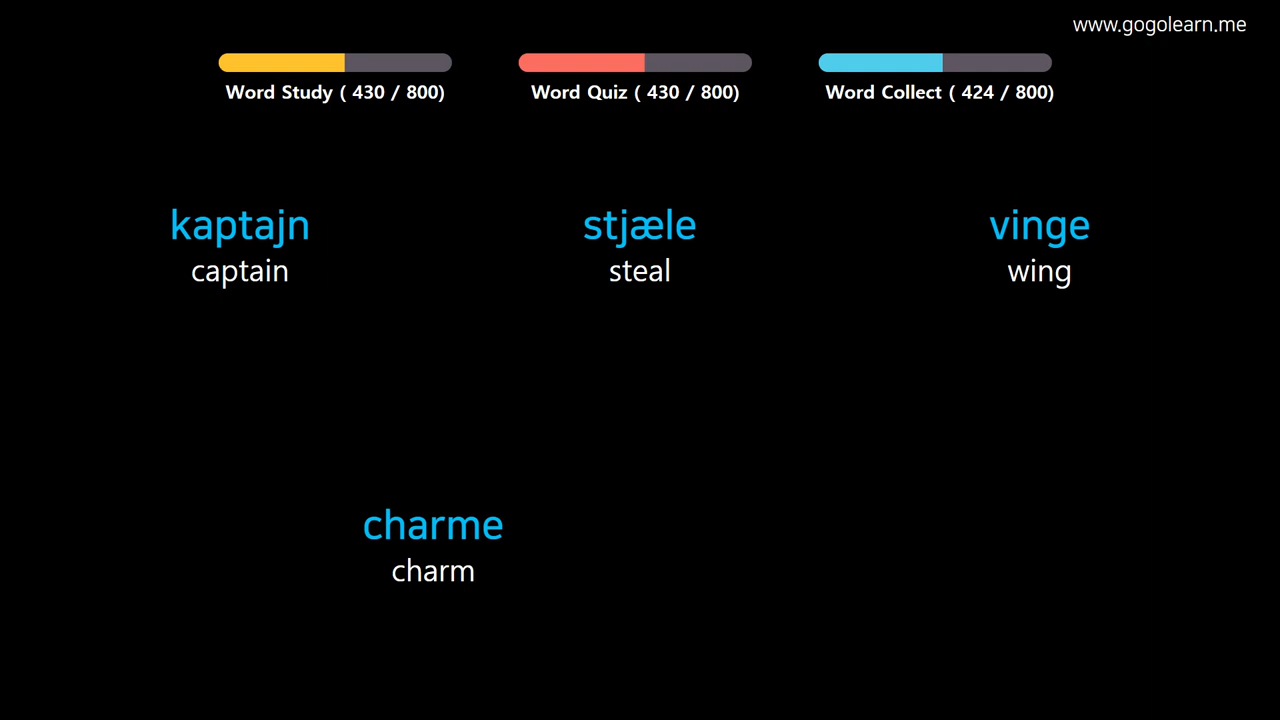 www.gogolearn.me
Word Study ( 430 / 800)
Word Quiz ( 430 / 800)
Word Collect ( 424 / 800)
kaptajn
captain
stjæle
steal
vinge
wing
charme
charm